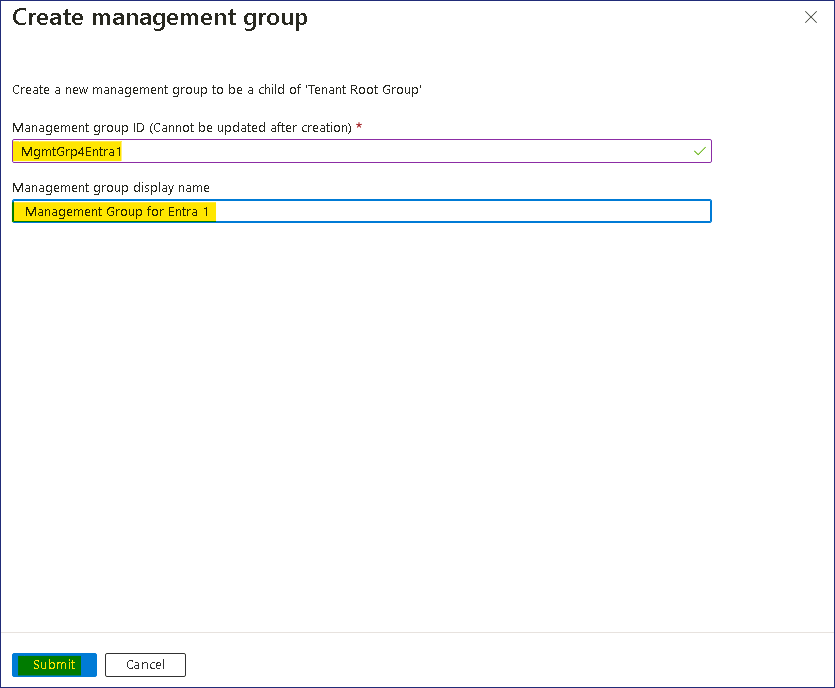 Create management group
Create a new management group to be a child of 'Tenant Root Group'
Management group ID (Cannot be updated after creation) *
MgmtGrp4Entra1
Management group display name
Management Group for Entra 1
Submit
Cancel